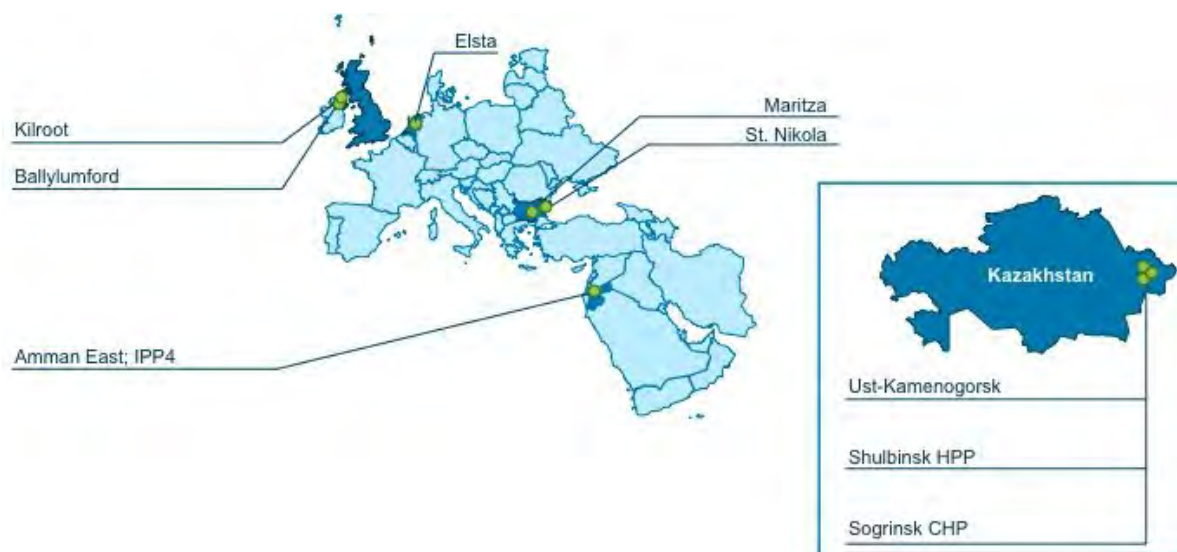 Elsta
Maritza
St. Nikola
Kilroot
Ballylumford
Amman East; IPP4
Kazakhstan
Ust-Kamenogorsk
Shulbinsk HPP
Sogrinsk CHP